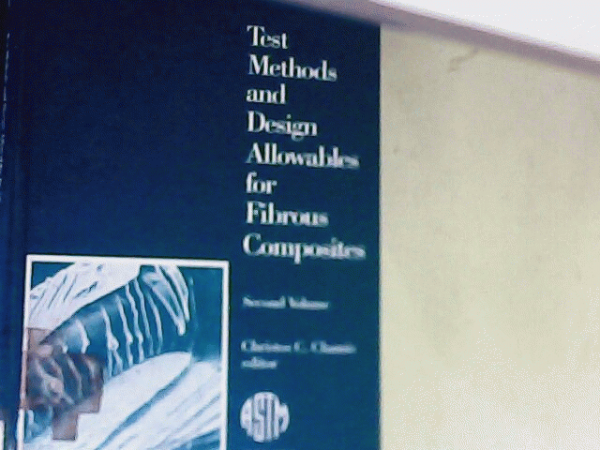 Test
Methods
and
Design
Allowables
for
Fibrous
Composites
Second Volume
Christos C. Chamis
editor
ASTM